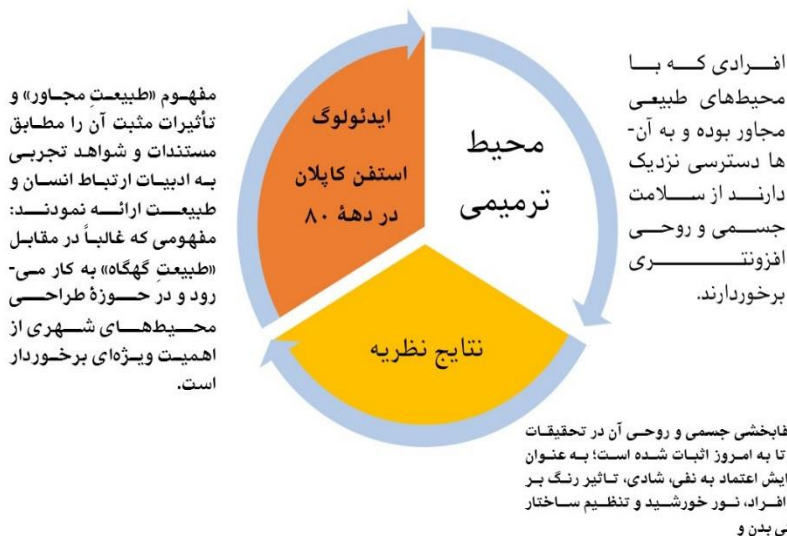 افرادی که با
محیط‌های طبیعی
مجاور بوده و به آن-
ها دسترسی نزدیک
دارند از سلامت
جسمی و روحی
افزونتری
برخوردارند.
محیط
ترمیمی
ایدئولوگ
استفن کاپلان
در دهۀ ۸۰
مفهوم «طبیعتِ مجاور» و
تأثیرات مثبت آن را مطابق
مستندات و شواهد تجربی
به ادبیات ارتباط انسان و
طبیعت ارائه نمودند:
مفهومی که غالباً در مقابل
«طبیعتِ گهگاه» به کار می-
رود و در حوزۀ طراحی
محیط‌های شهری از
اهمیت ویژه‌ای برخوردار
است.
نتایج نظریه
جسمی و روحی آن در تحقیقات
تا به امروز اثبات شده است؛ به عنوان
اعتماد به نفی، شادی، تاثیر رنگ بر
افراد، نور خورشید و تنظیم ساختار
بدن و